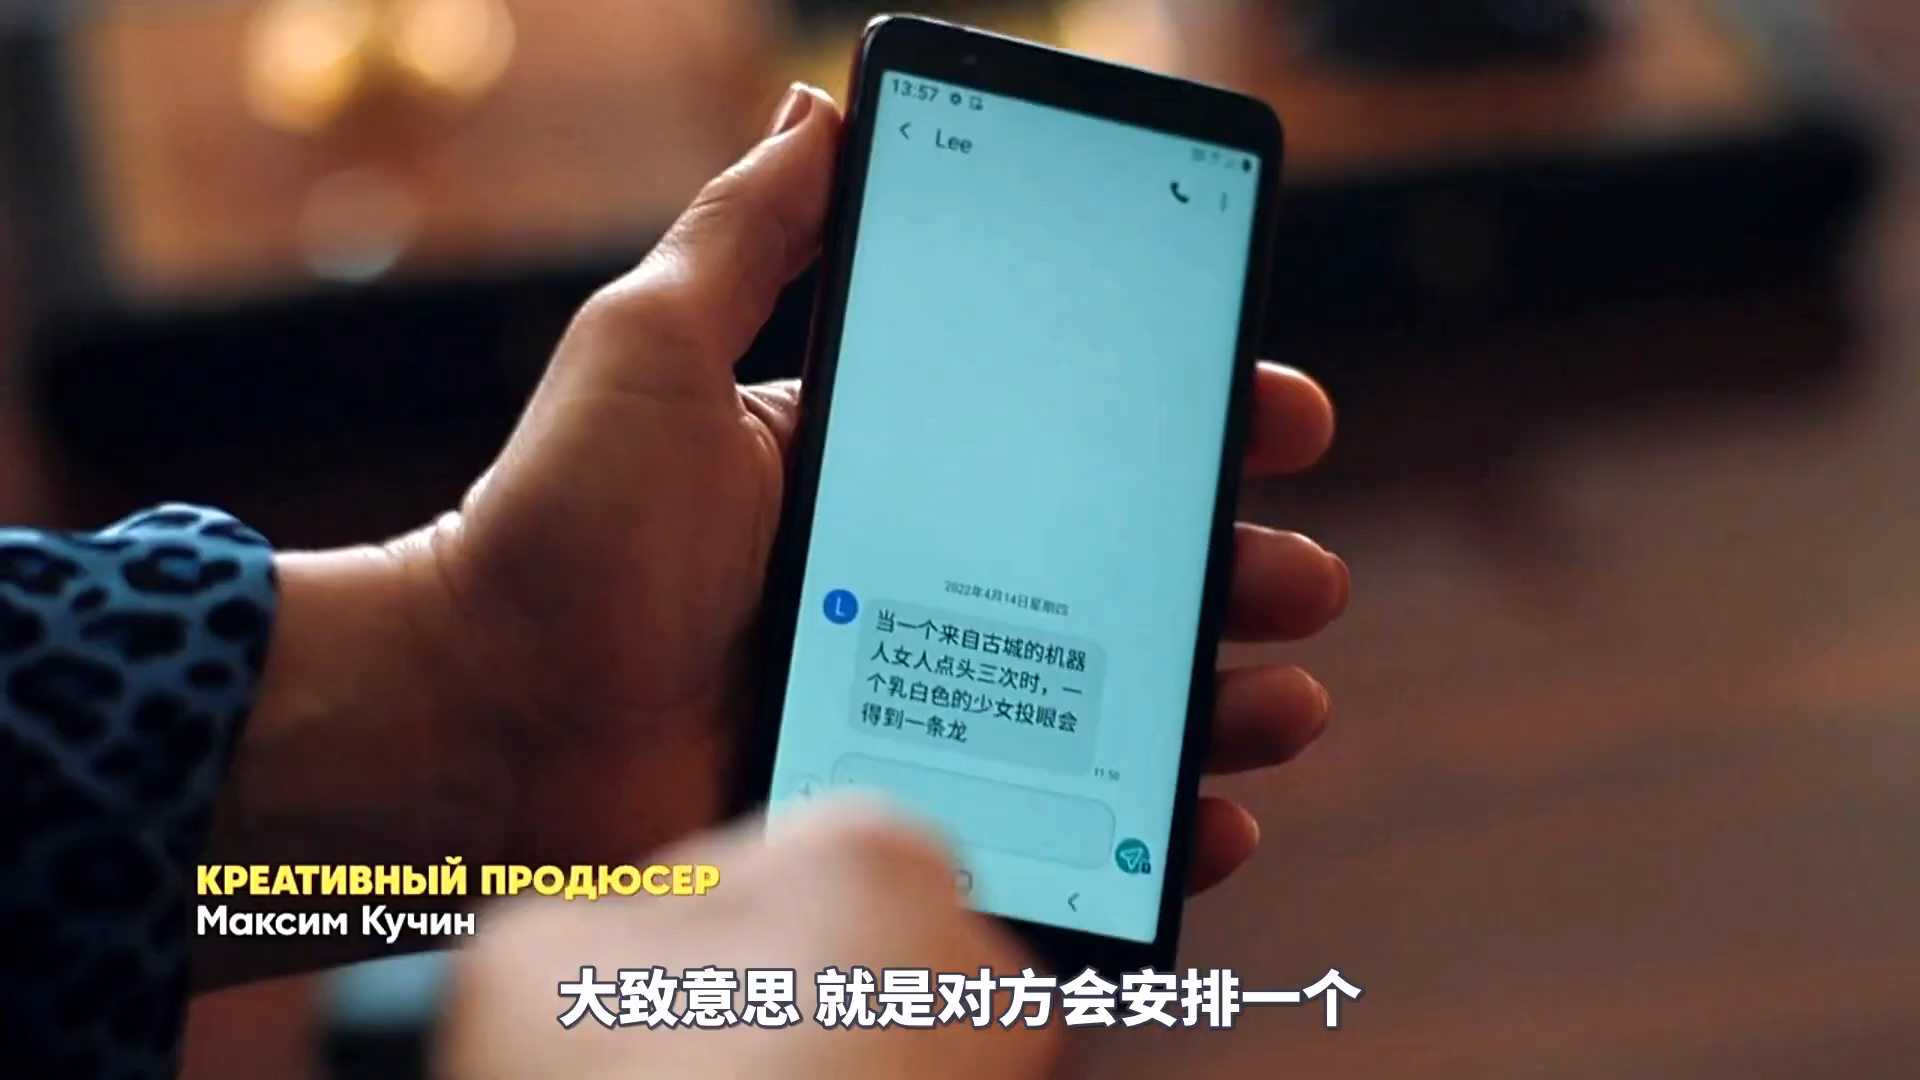 13:57
Lee
2022年4月14日星期四
L
当一个来自古城的机器
人女人点头三次时，一
个乳白色的少女投眼会
得到一条龙
11:50
КРЕАТИВНЫЙ ПРОДЮСЕР
Максим Кучин
大致意思 就是对方会安排一个